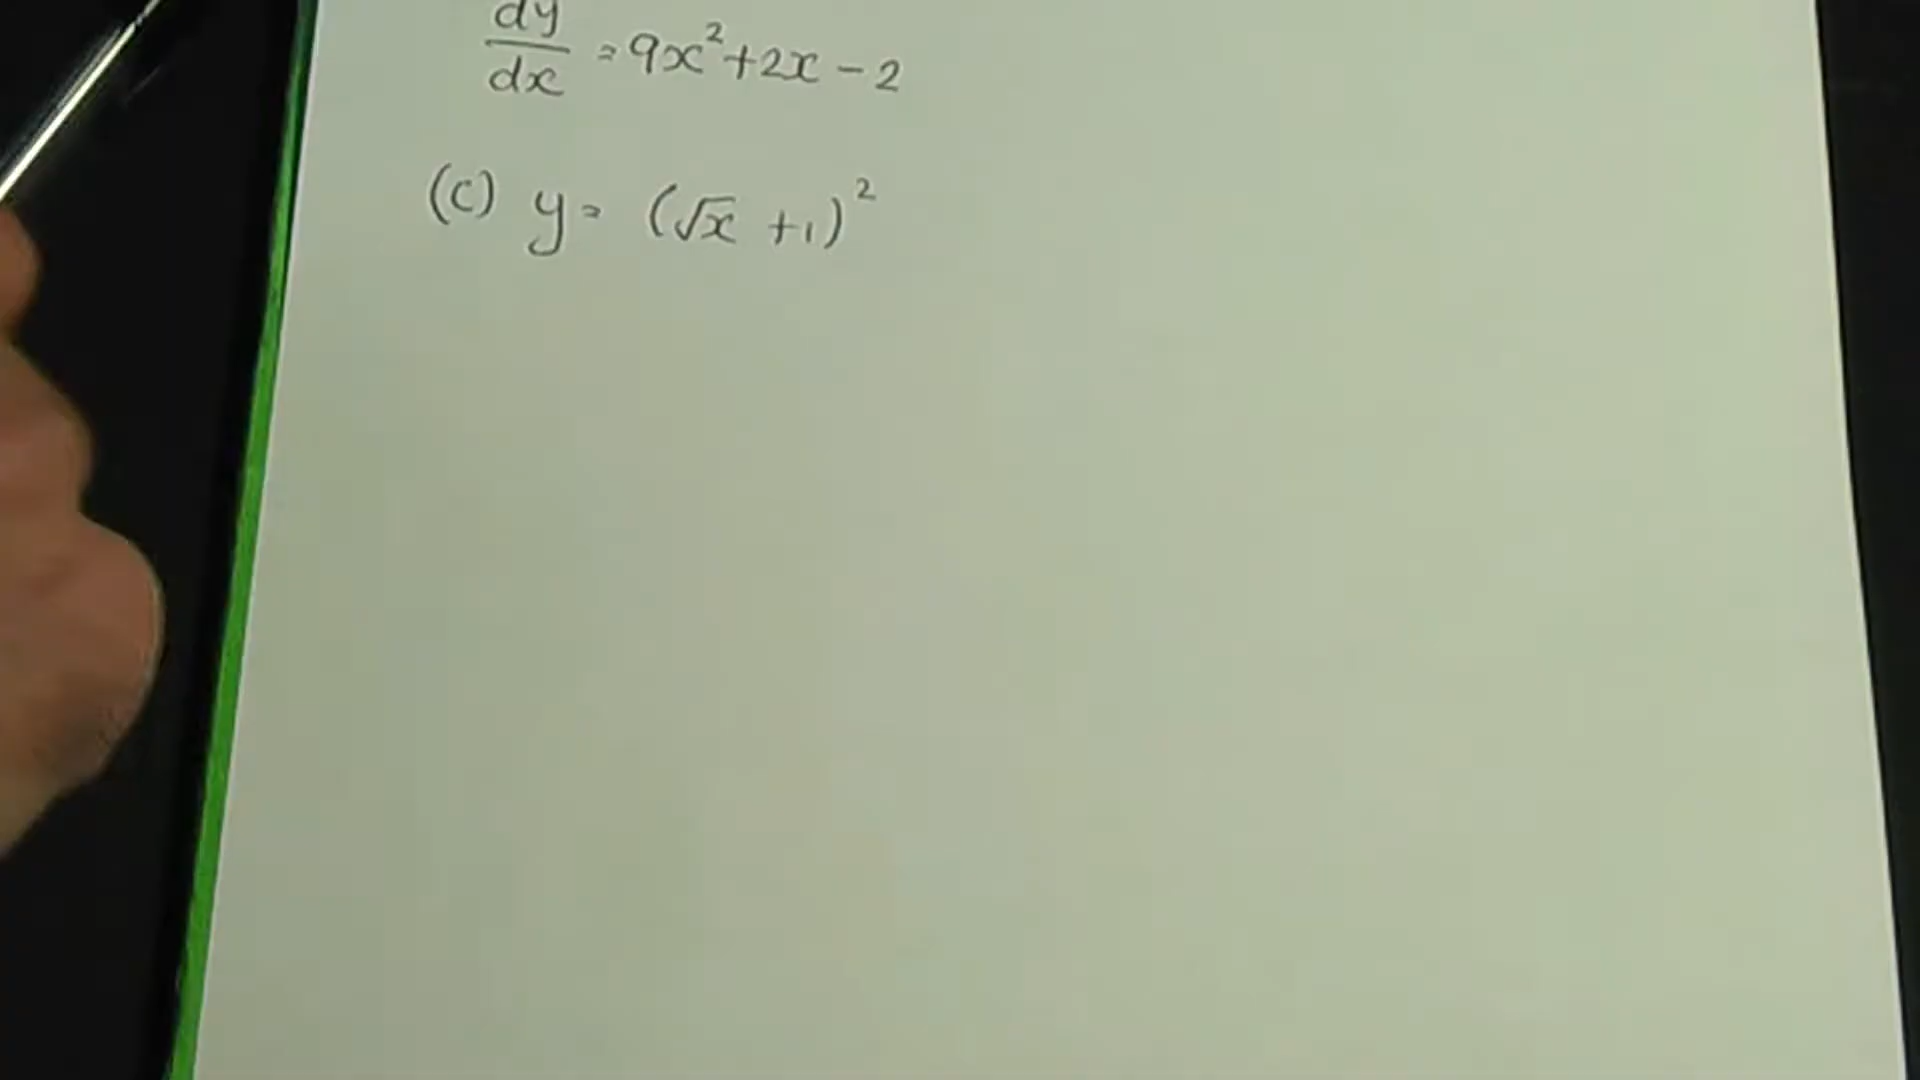 dy/dx = 9x² + 2x - 2
(c) y = (√x + 1)²